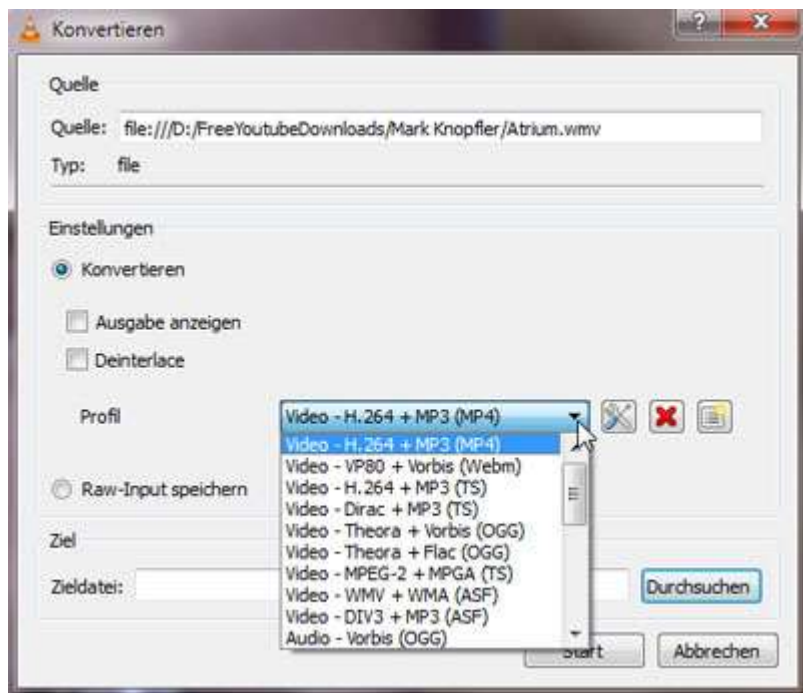 Konvertieren
Quelle
Quelle: file:///D:/FreeYoutubeDownloads/Mark Knopfler/Atrium.wmv
Typ: file
Einstellungen
Konvertieren
Ausgabe anzeigen
Deinterlace
Profil Video - H.264 + MP3 (MP4)
Video - H.264 + MP3 (MP4)
Video - VP80 + Vorbis (Webm)
Raw-Input speichern Video - H.264 + MP3 (TS)
Video - Dirac + MP3 (TS)
Video - Theora + Vorbis (OGG)
Ziel
Video - Theora + Flac (OGG)
Video - MPEG-2 + MPGA (TS)
Zieldatei: Durchsuchen
Video - WMV + WMA (ASF)
Video - DIV3 + MP3 (ASF)
Audio - Vorbis (OGG)
Start Abbrechen